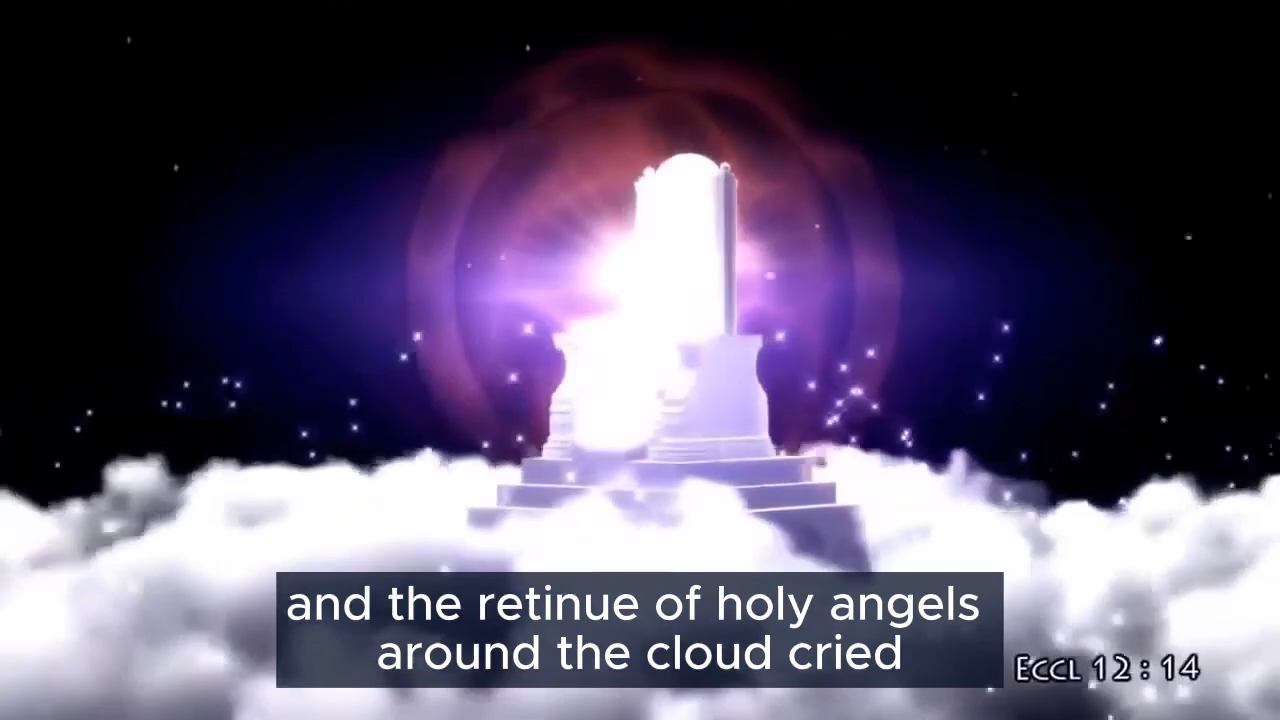 and the retinue of holy angels
around the cloud cried
Eccl 12 : 14